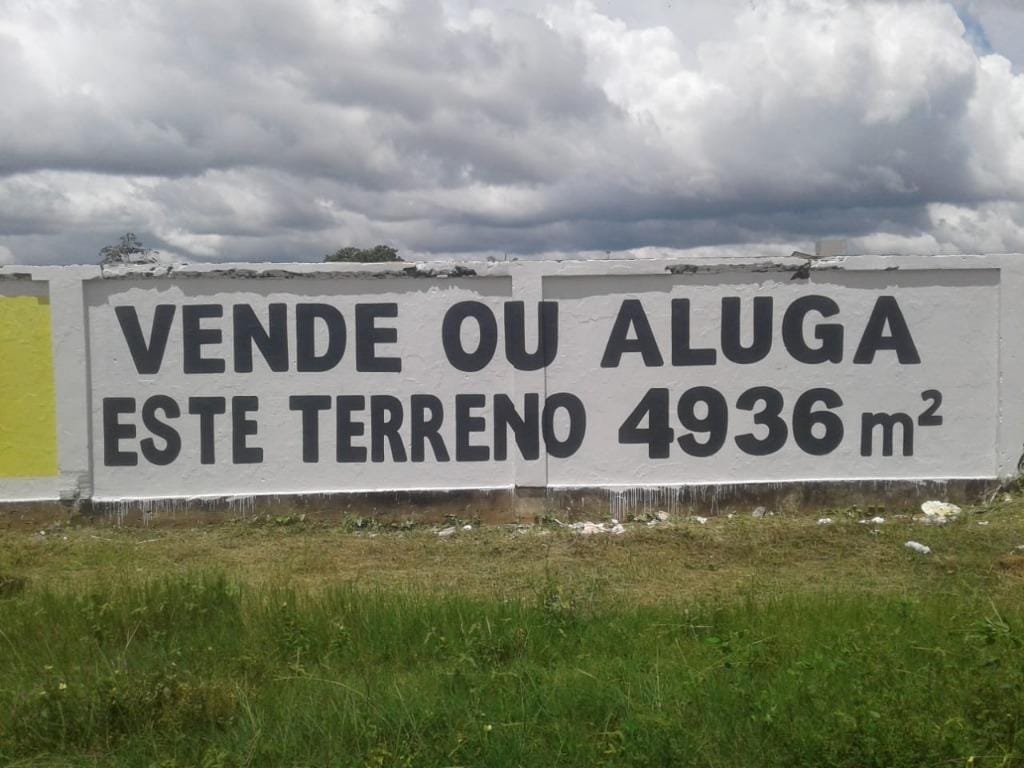 VENDE OU ALUGA
ESTE TERRENO 4936 m²